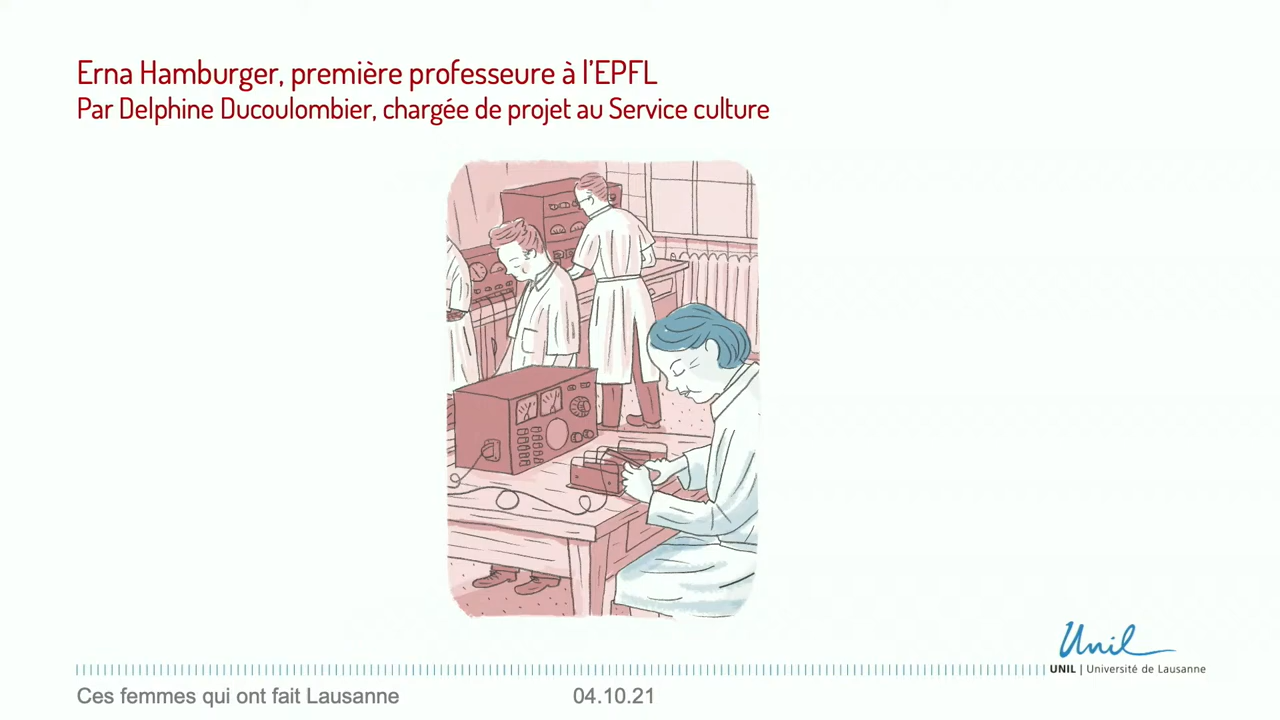 Erna Hamburger, première professeure à l'EPFL
Par Delphine Ducoulombier, chargée de projet au Service culture
Unil
UNIL | Université de Lausanne
Ces femmes qui ont fait Lausanne
04.10.21